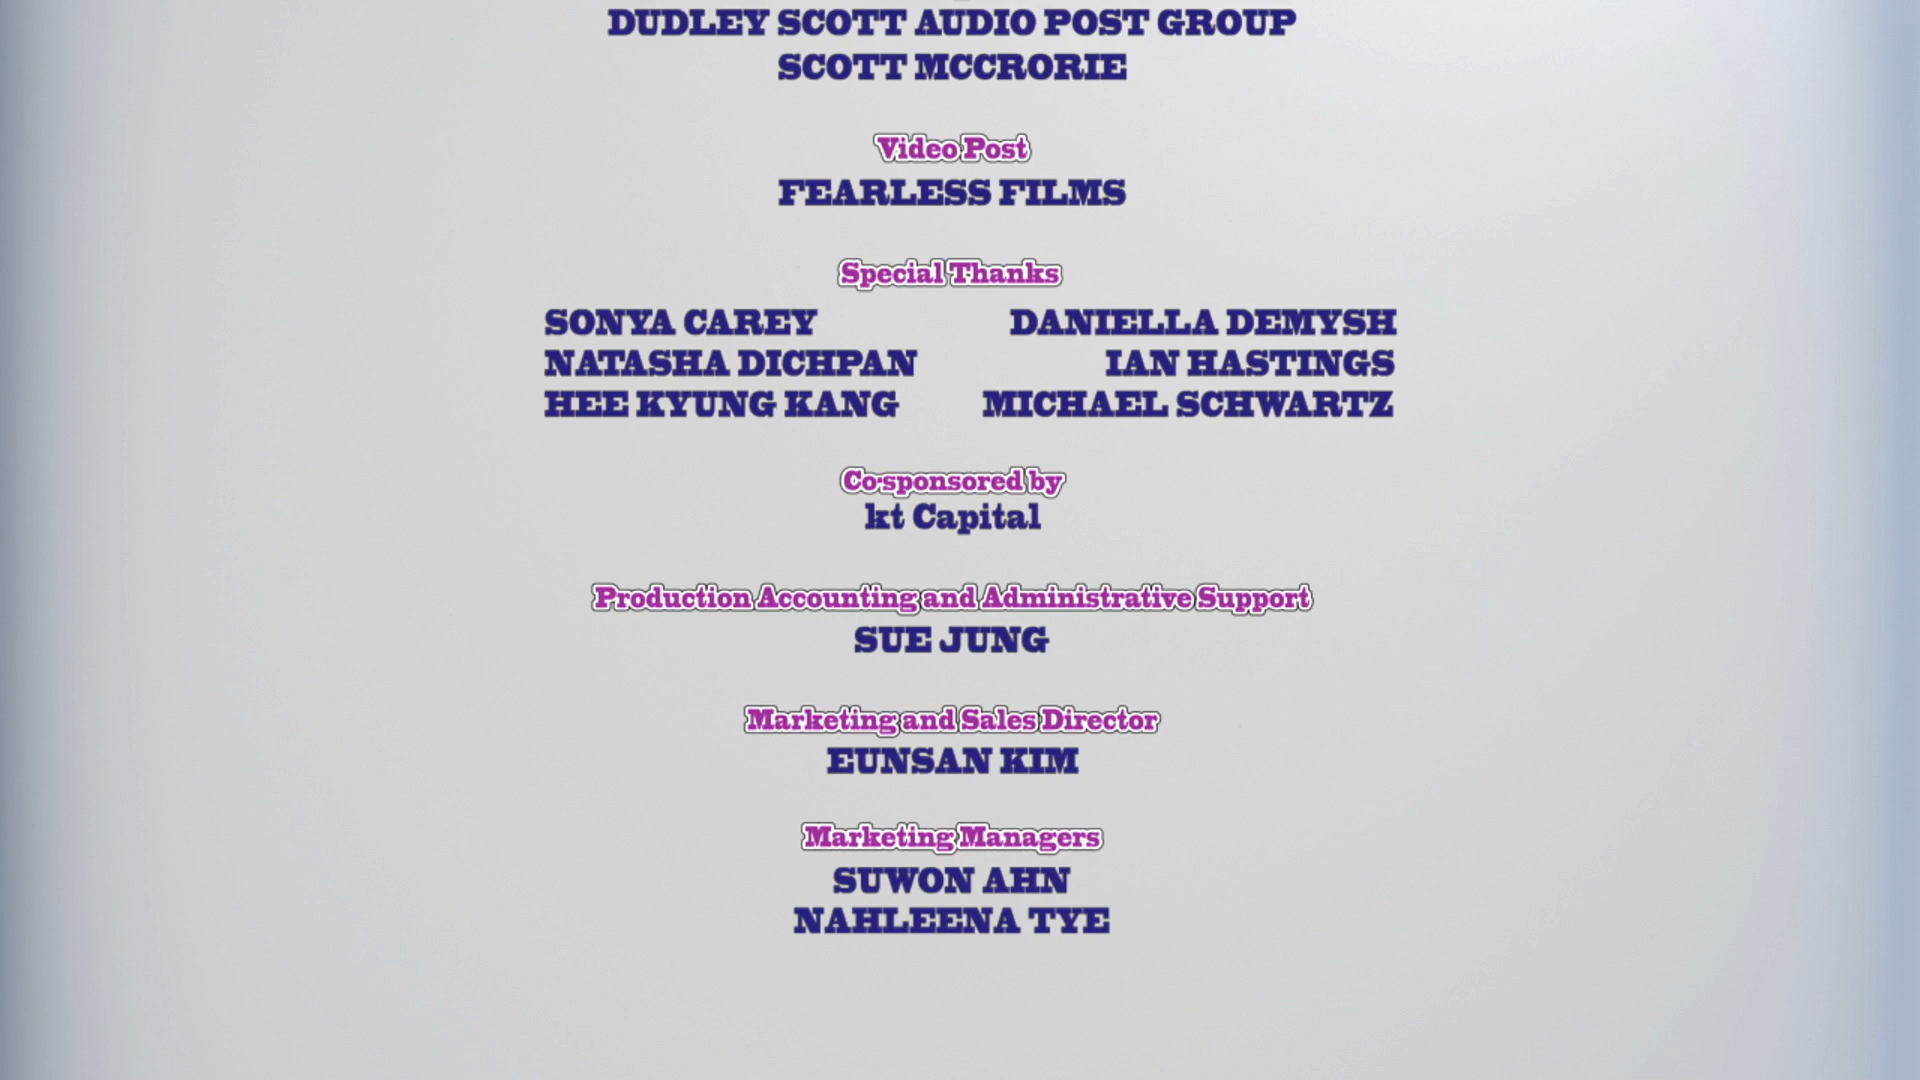 DUDLEY SCOTT AUDIO POST GROUP
SCOTT MCCRORIE
Video Post
FEARLESS FILMS
Special Thanks
SONYA CAREY DANIELLA DEMYSH
NATASHA DICHPAN IAN HASTINGS
HEE KYUNG KANG MICHAEL SCHWARTZ
Co-sponsored by
kt Capital
Production Accounting and Administrative Support
SUE JUNG
Marketing and Sales Director
EUNSAN KIM
Marketing Managers
SUWON AHN
NAHLEENA TYE